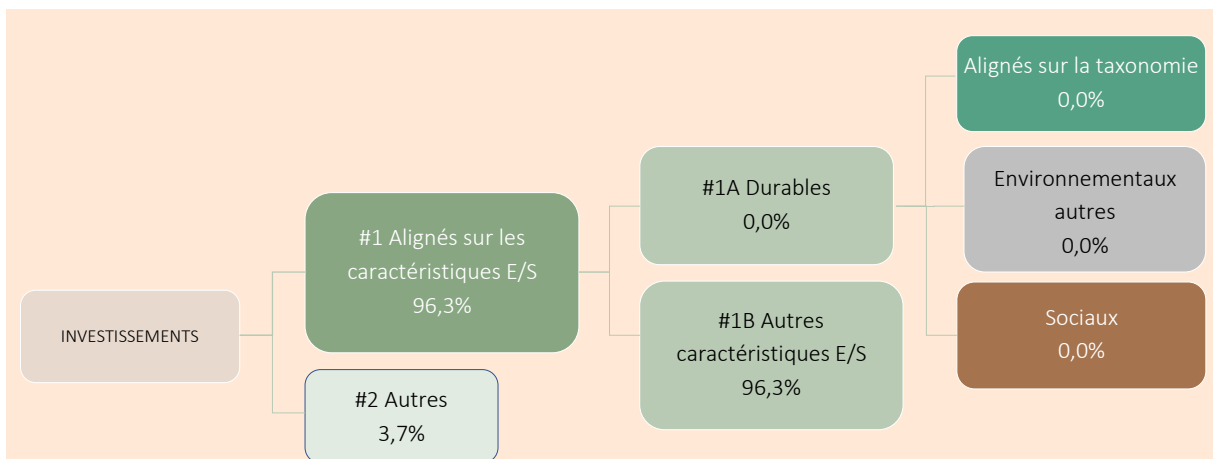 INVESTISSEMENTS
#1 Alignés sur les
caractéristiques E/S
96,3%
#2 Autres
3,7%
#1A Durables
0,0%
#1B Autres
caractéristiques E/S
96,3%
Alignés sur la taxonomie
0,0%
Environnementaux
autres
0,0%
Sociaux
0,0%